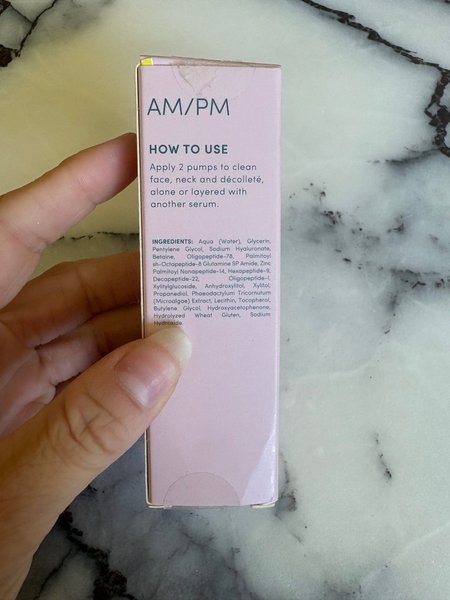 AM/PM
HOW TO USE
Apply 2 pumps to clean
face, neck and décolleté,
alone or layered with
another serum.
INGREDIENTS: Aqua (Water), Glycerin,
Pentylene Glycol, Sodium Hyaluronate,
Betaine, Oligopeptide-78, Palmitoyl
sh-Octapeptide-8 Glutamine SP Amide, Zinc
Palmitoyl Nonapeptide-14, Hexapeptide-9,
Decapeptide-22, Oligopeptide-1,
Xylitylglucoside, Anhydroxylitol, Xylitol,
Propanediol, Phaeodactylum Tricornutum
(Microalgae) Extract, Lecithin, Tocopherol,
Butylene Glycol, Hydroxyacetophenone,
Hydrolyzed Wheat Gluten, Sodium
Hydroxide.